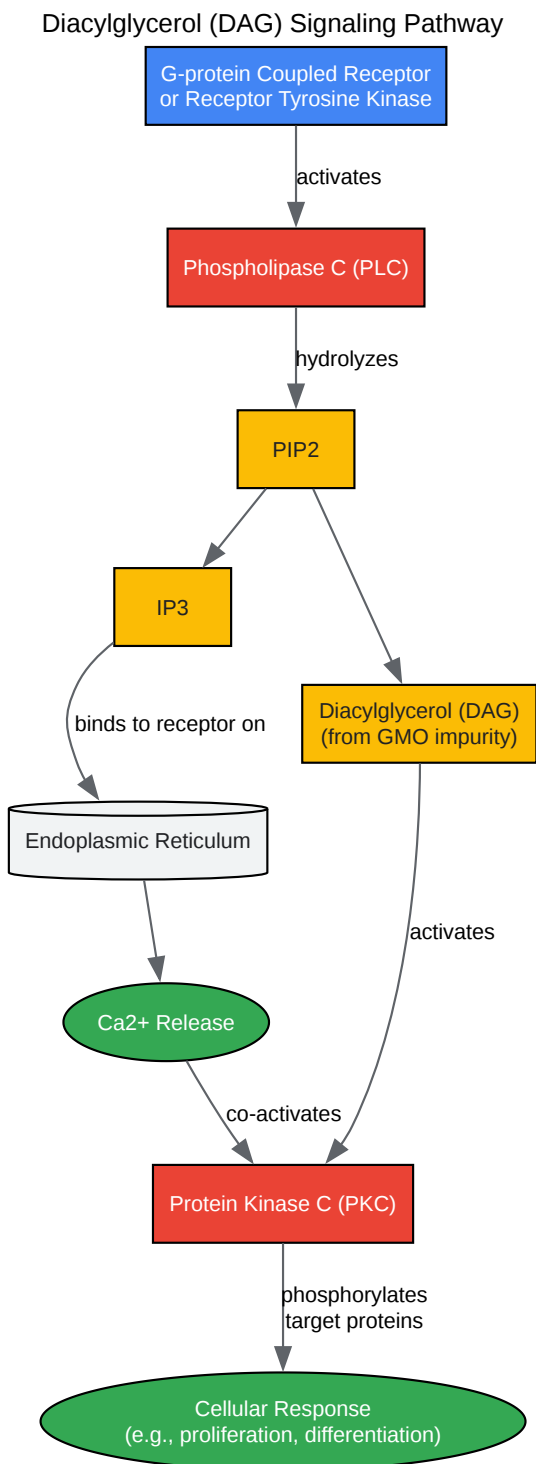 Diacylglycerol (DAG) Signaling Pathway
G-protein Coupled Receptor
or Receptor Tyrosine Kinase
activates
Phospholipase C (PLC)
hydrolyzes
PIP2
IP3
Diacylglycerol (DAG)
(from GMO impurity)
binds to receptor on
Endoplasmic Reticulum
activates
Ca2+ Release
co-activates
Protein Kinase C (PKC)
phosphorylates
target proteins
Cellular Response
(e.g., proliferation, differentiation)